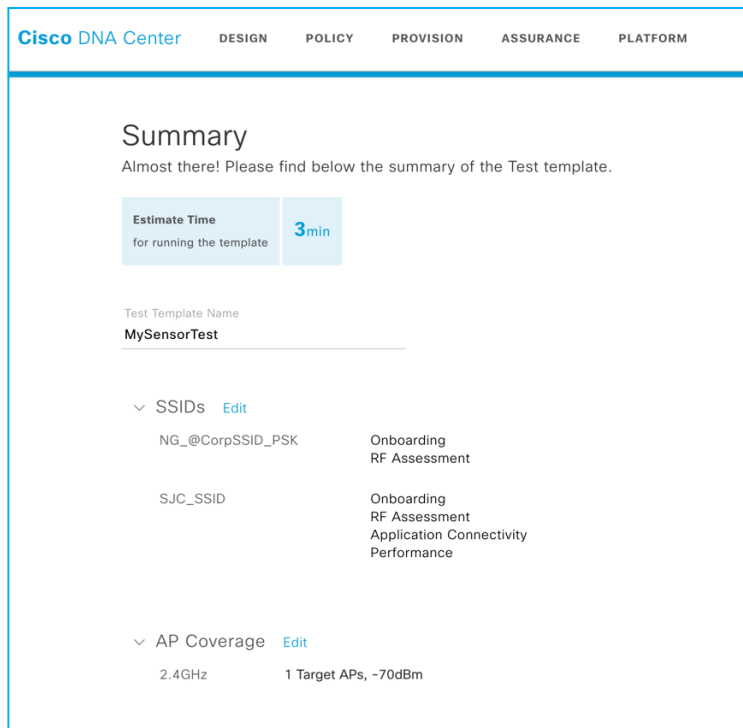 Cisco DNA Center DESIGN POLICY PROVISION ASSURANCE PLATFORM
Summary
Almost there! Please find below the summary of the Test template.
Estimate Time
for running the template
3min
Test Template Name
MySensorTest
SSIDs Edit
NG_@CorpSSID_PSK Onboarding
RF Assessment
SJC_SSID Onboarding
RF Assessment
Application Connectivity
Performance
AP Coverage Edit
2.4GHz 1 Target APs, -70dBm